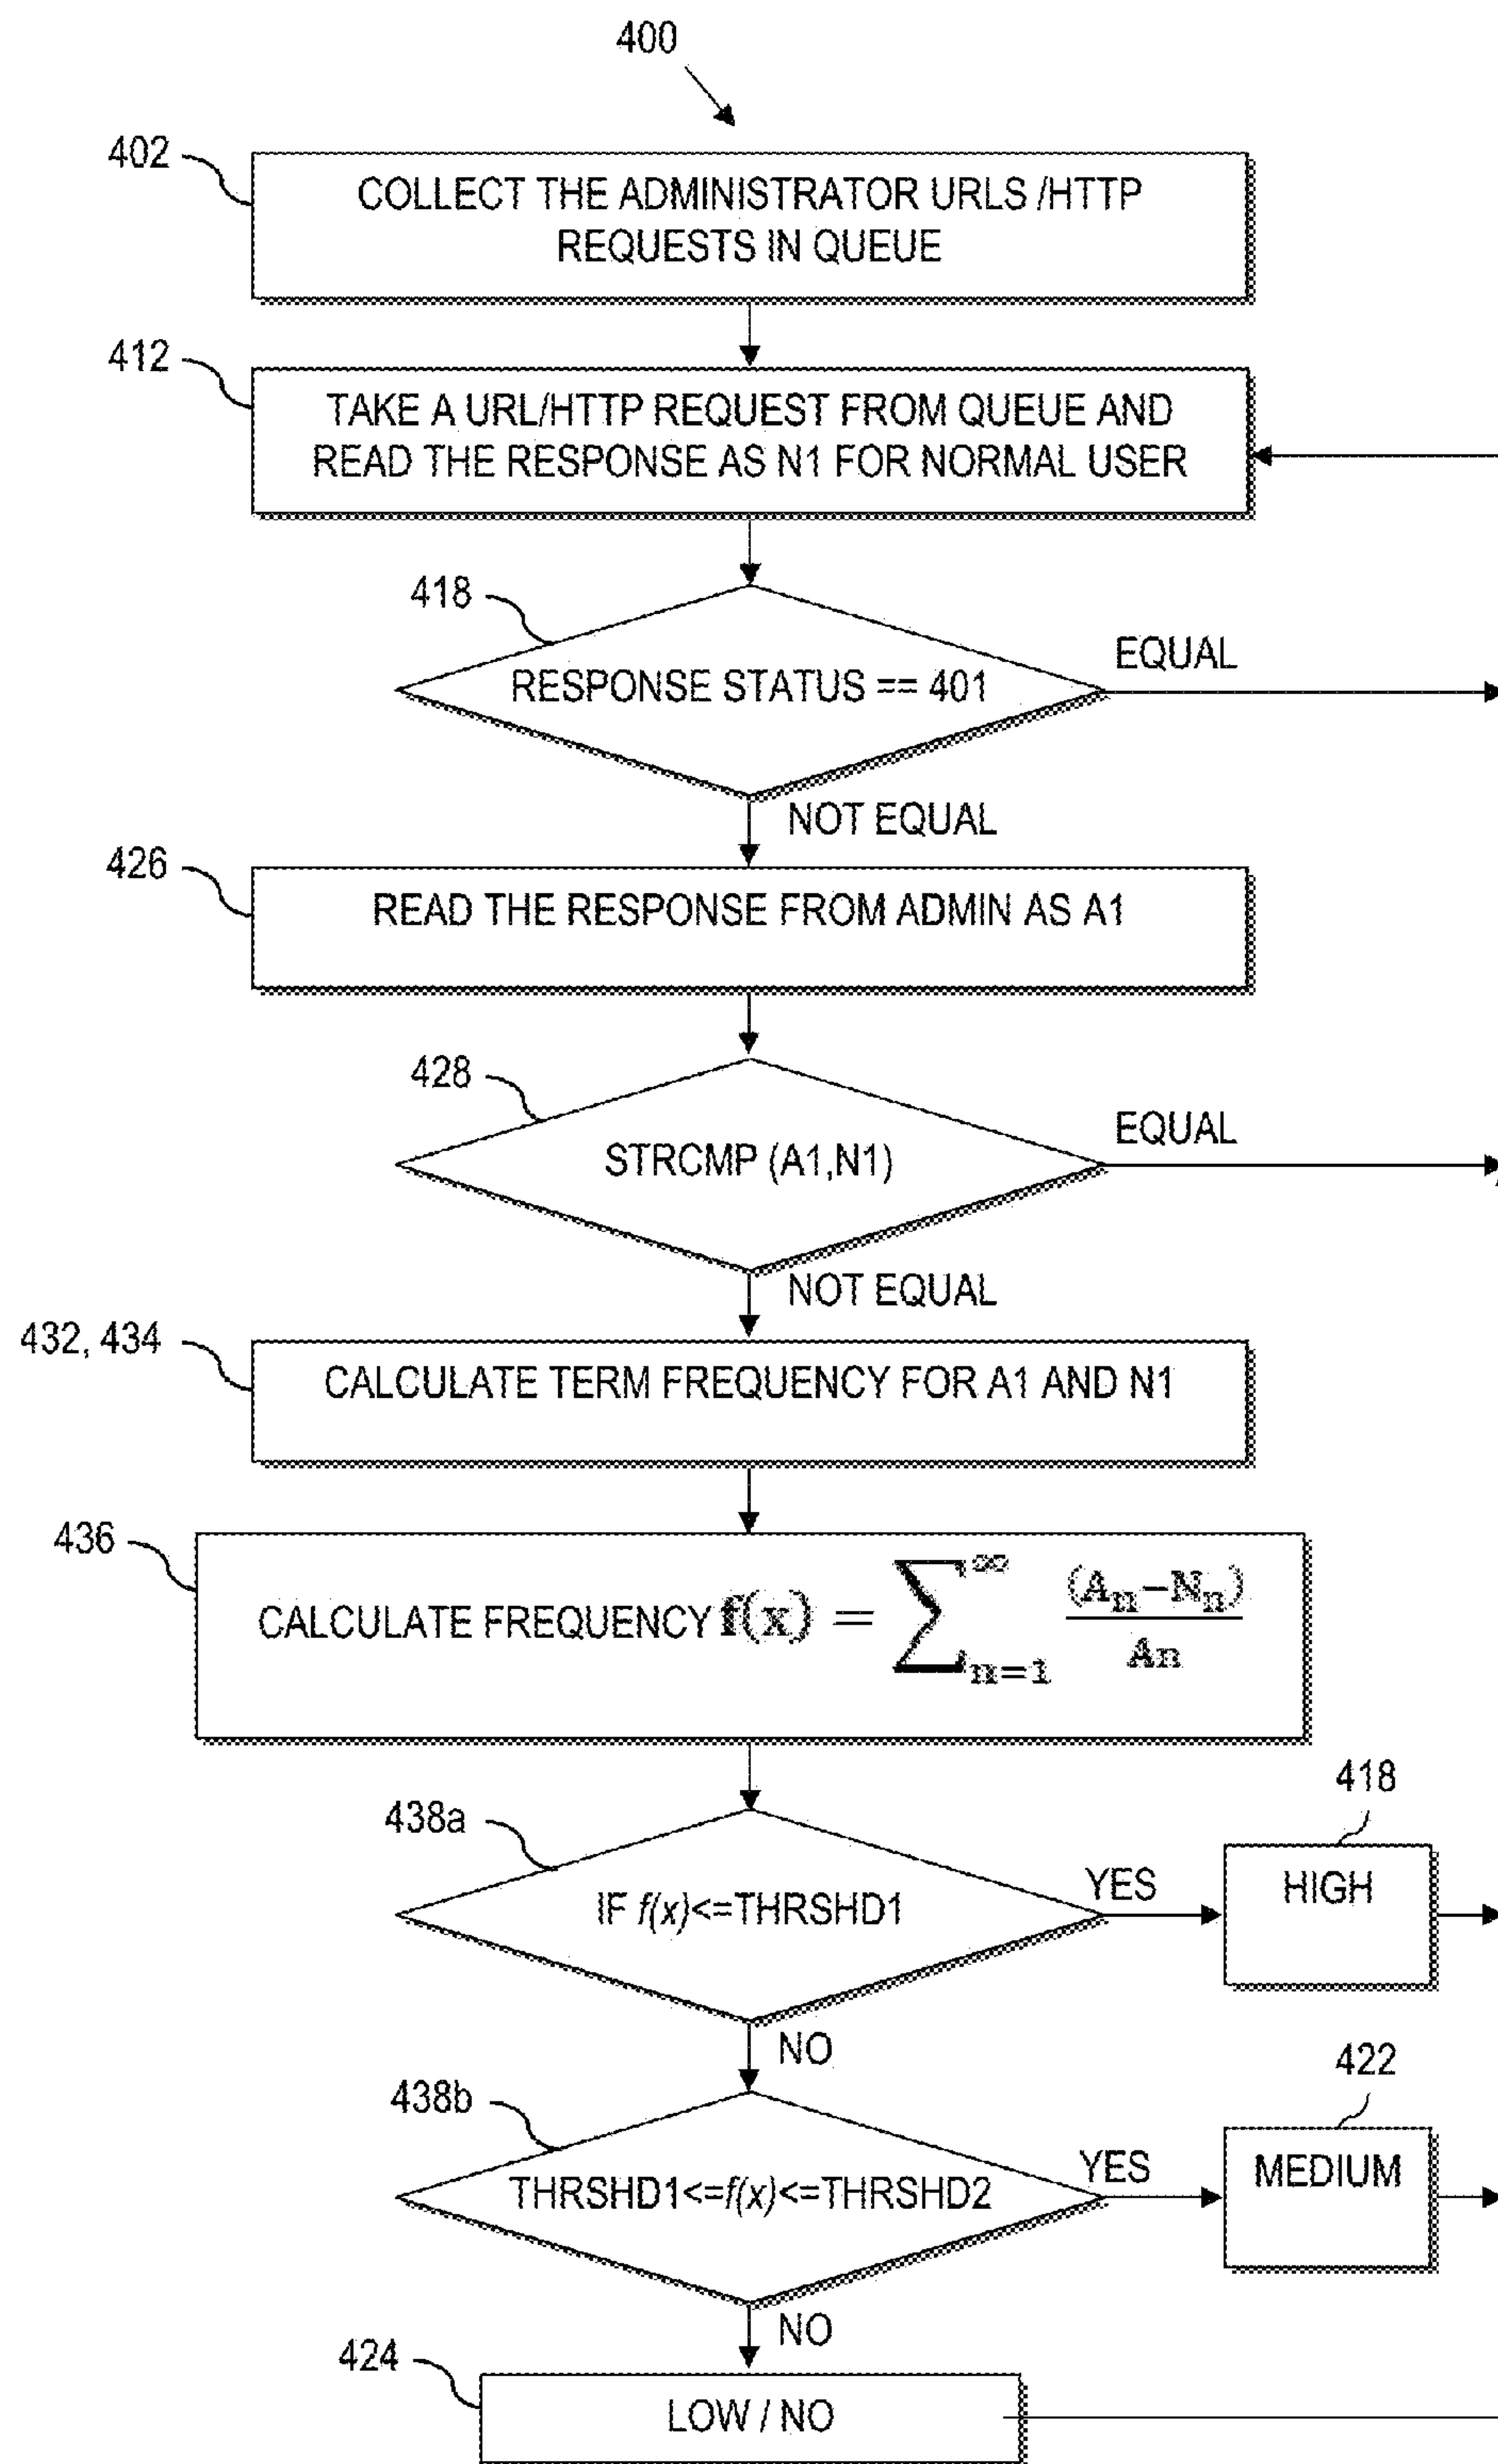 400
402
COLLECT THE ADMINISTRATOR URLS /HTTP
REQUESTS IN QUEUE
412
TAKE A URL/HTTP REQUEST FROM QUEUE AND
READ THE RESPONSE AS N1 FOR NORMAL USER
418
RESPONSE STATUS == 401
EQUAL
NOT EQUAL
426
READ THE RESPONSE FROM ADMIN AS A1
428
STRCMP (A1,N1)
EQUAL
NOT EQUAL
432, 434
CALCULATE TERM FREQUENCY FOR A1 AND N1
436
CALCULATE FREQUENCY f(x) = ∑_{n=1}^{∞} (A_n−N_n)/An
438a
IF f(x)<=THRSHD1
YES
418
HIGH
NO
438b
THRSHD1<=f(x)<=THRSHD2
YES
422
MEDIUM
NO
424
LOW / NO